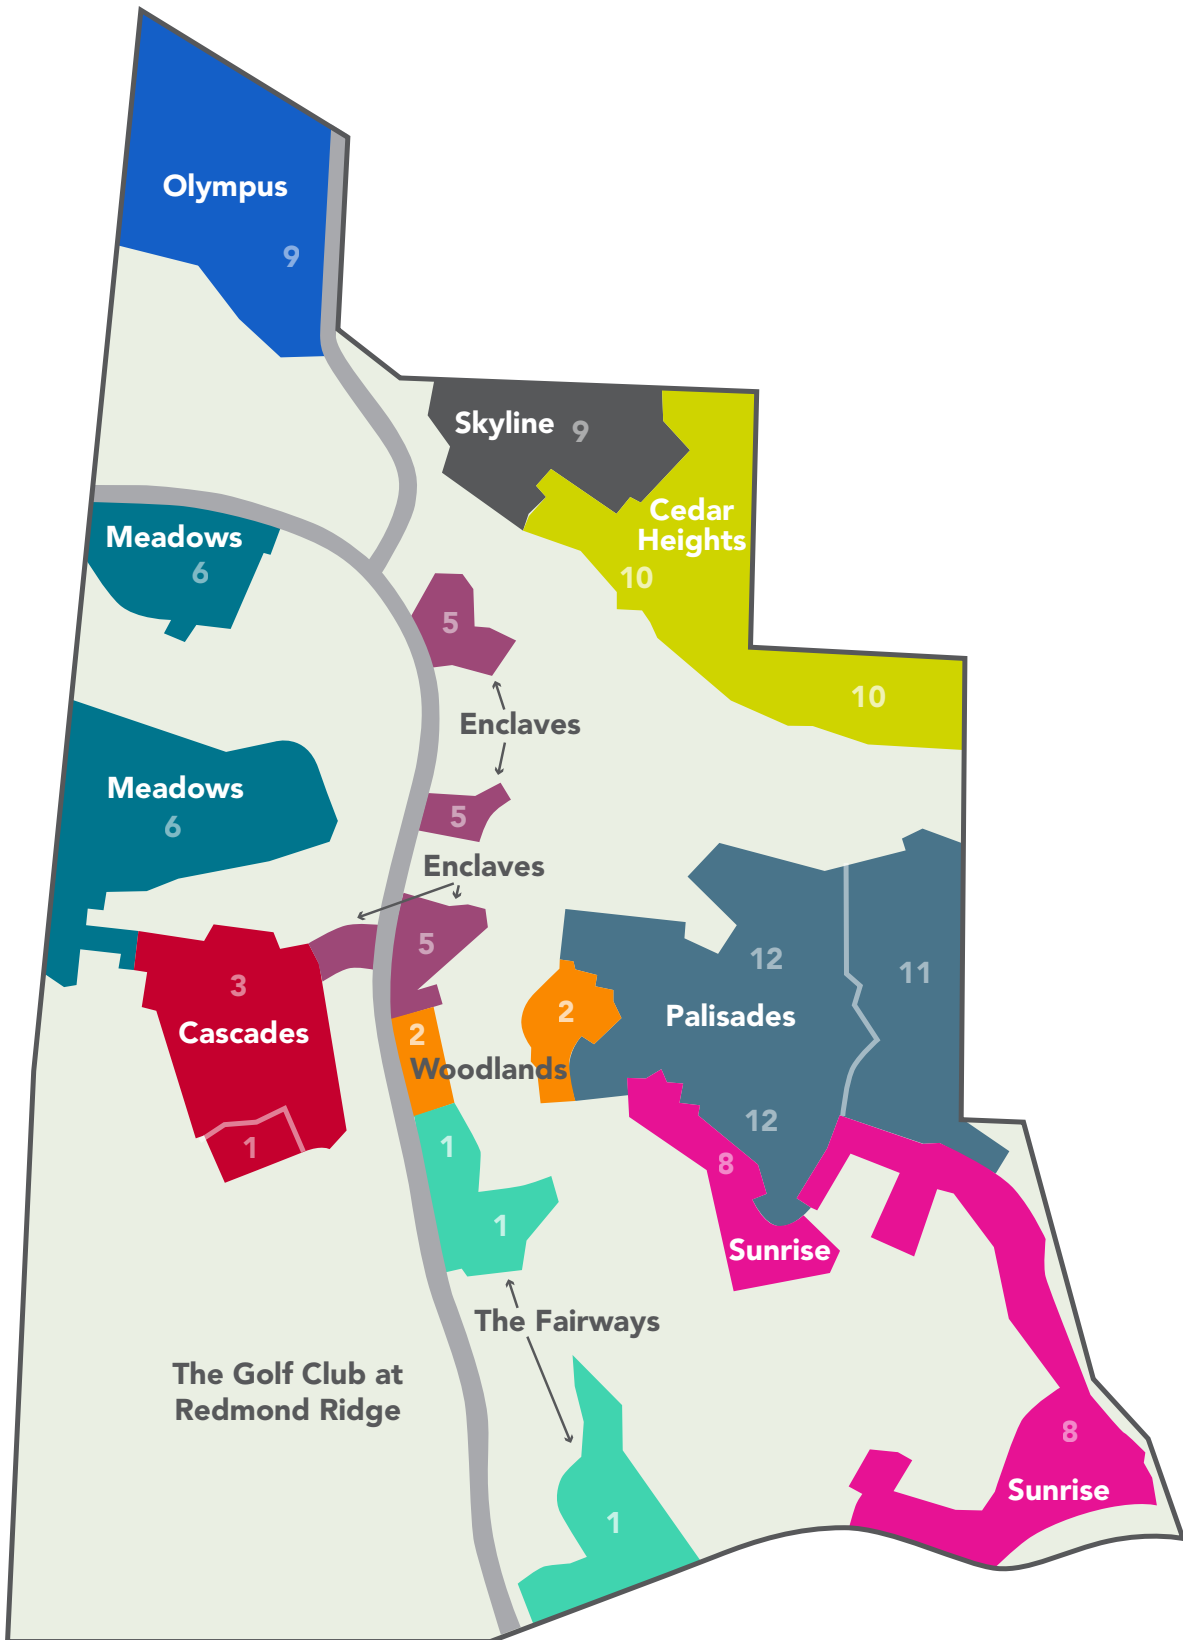 Olympus
9
Skyline 9
Cedar
Heights
10
Meadows
6
5
10
Enclaves
Meadows
6
5
Enclaves
5
3
Cascades
12
11
2
Palisades
2
Woodlands
12
1
1
8
1
Sunrise
The Fairways
The Golf Club at
Redmond Ridge
8
Sunrise
1